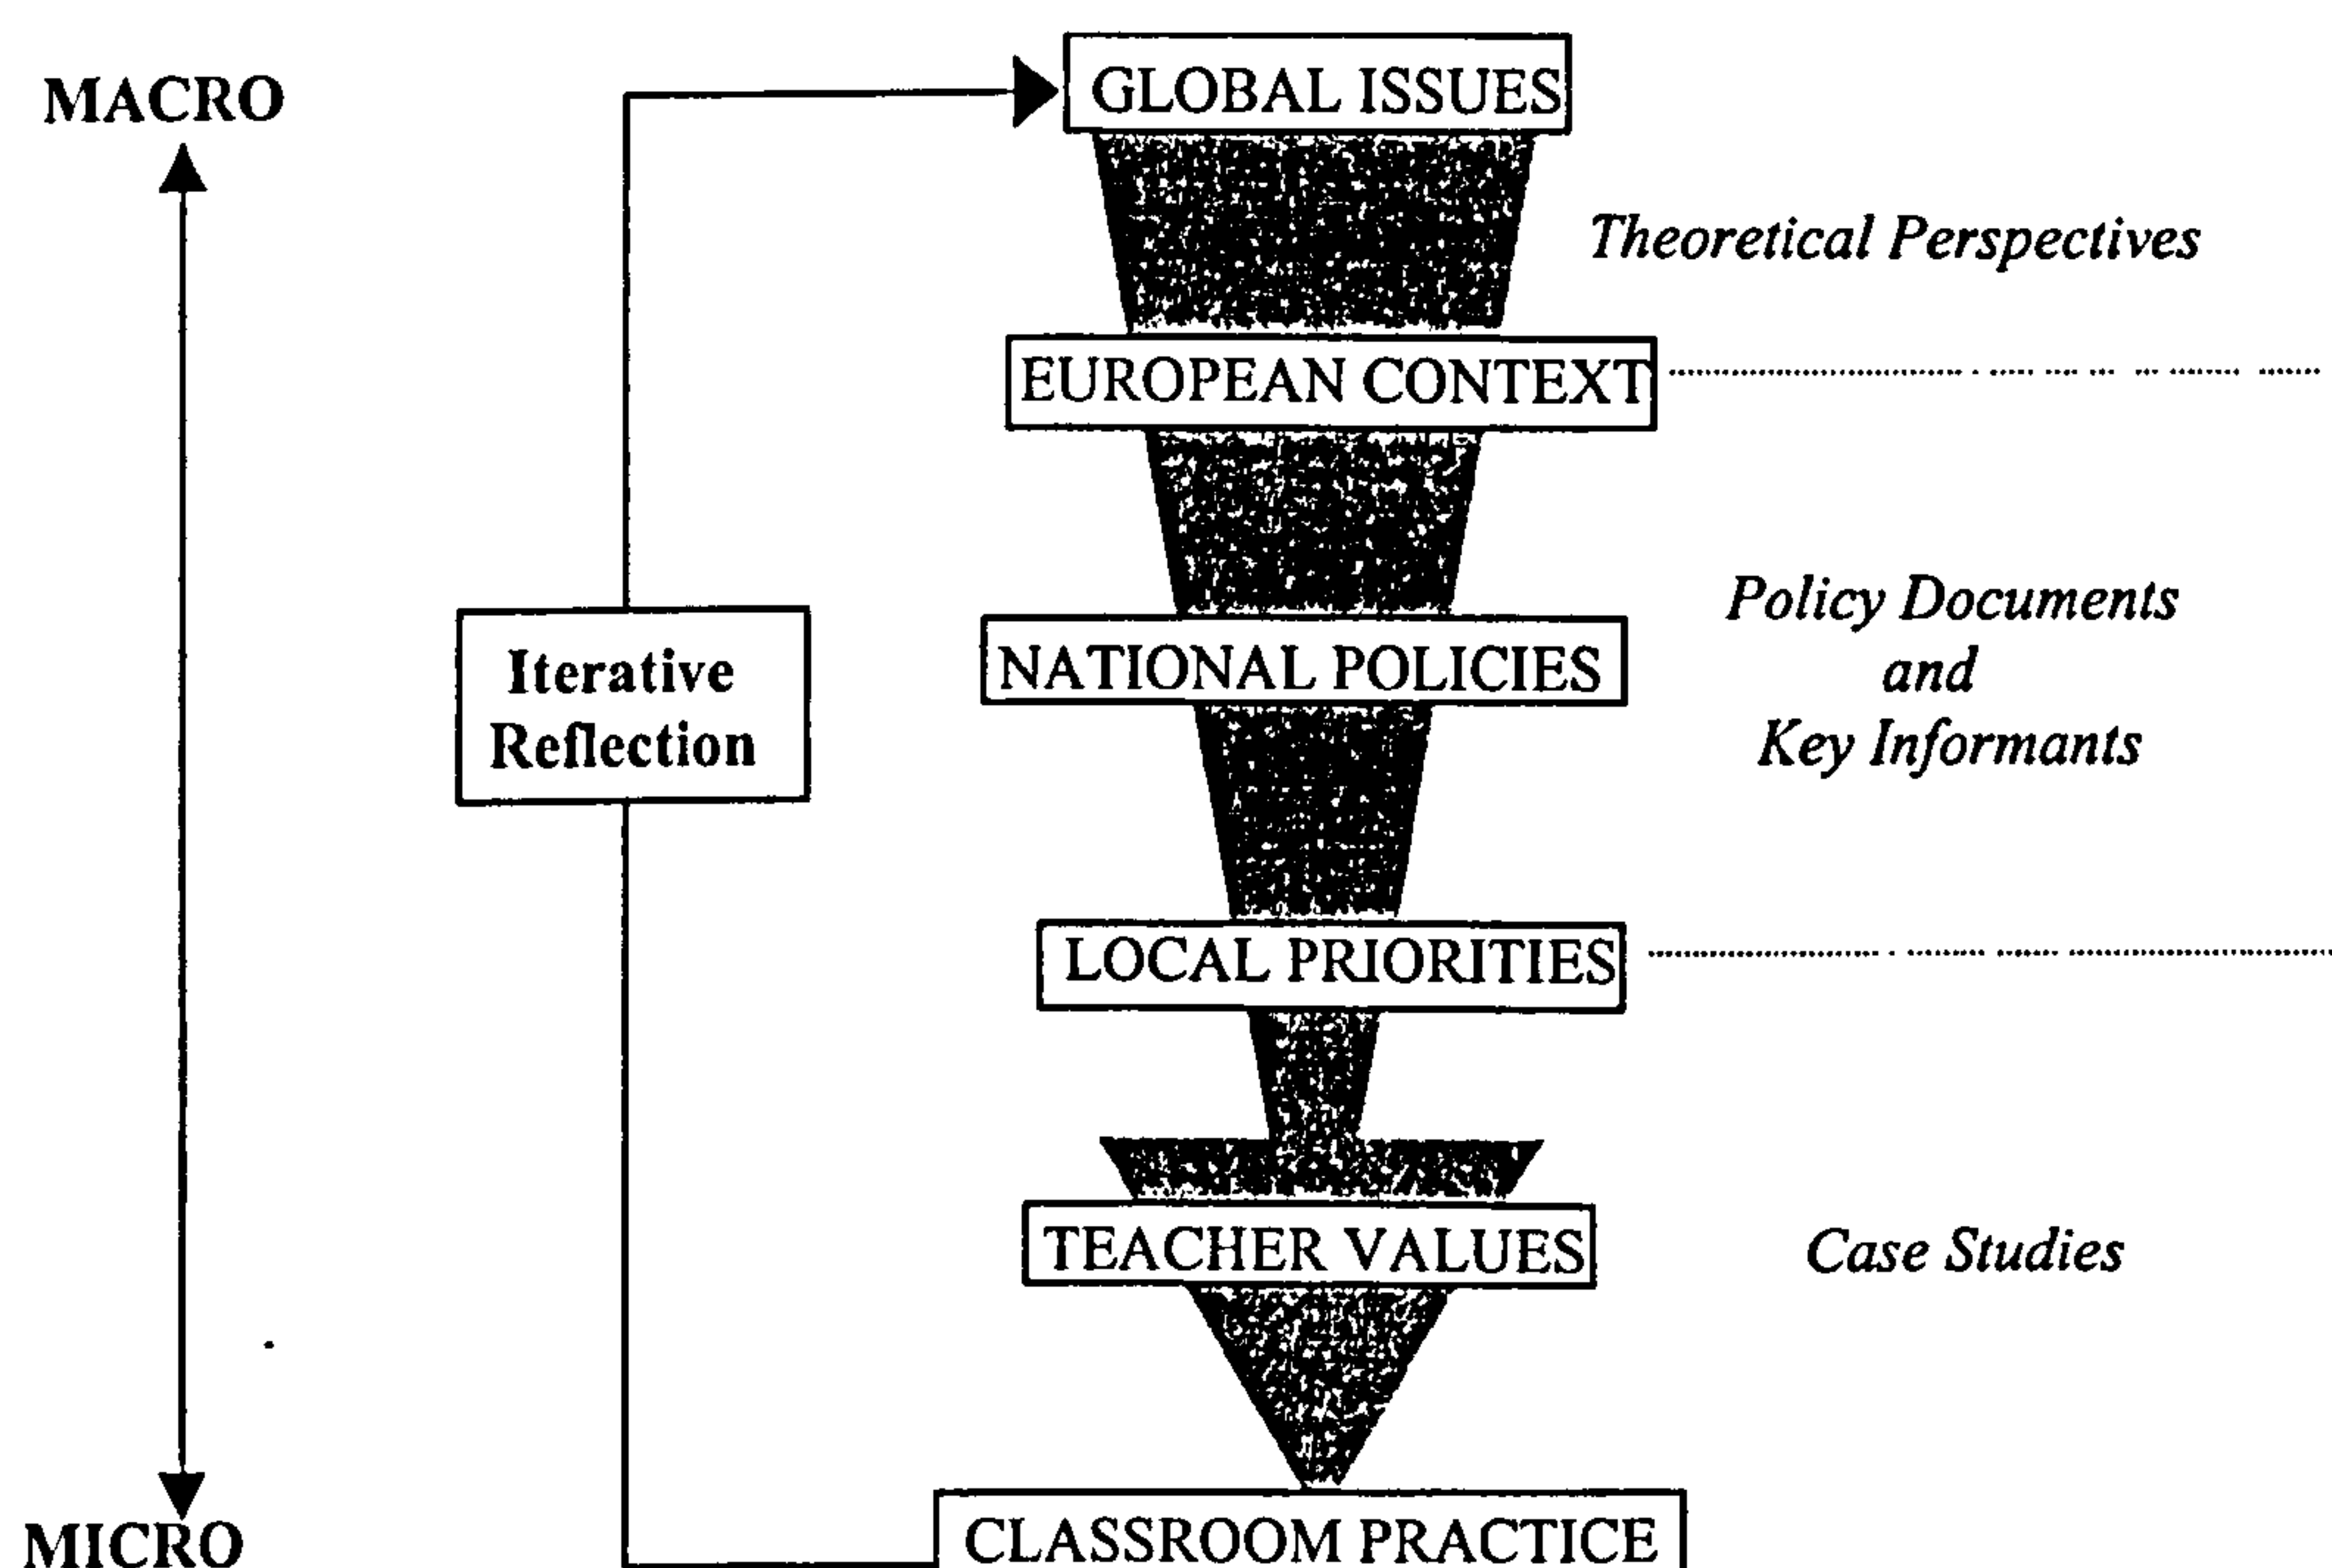 MACRO
GLOBAL ISSUES
Theoretical Perspectives
EUROPEAN CONTEXT
Iterative
Reflection
NATIONAL POLICIES
Policy Documents
and
Key Informants
LOCAL PRIORITIES
TEACHER VALUES
Case Studies
MICRO
CLASSROOM PRACTICE